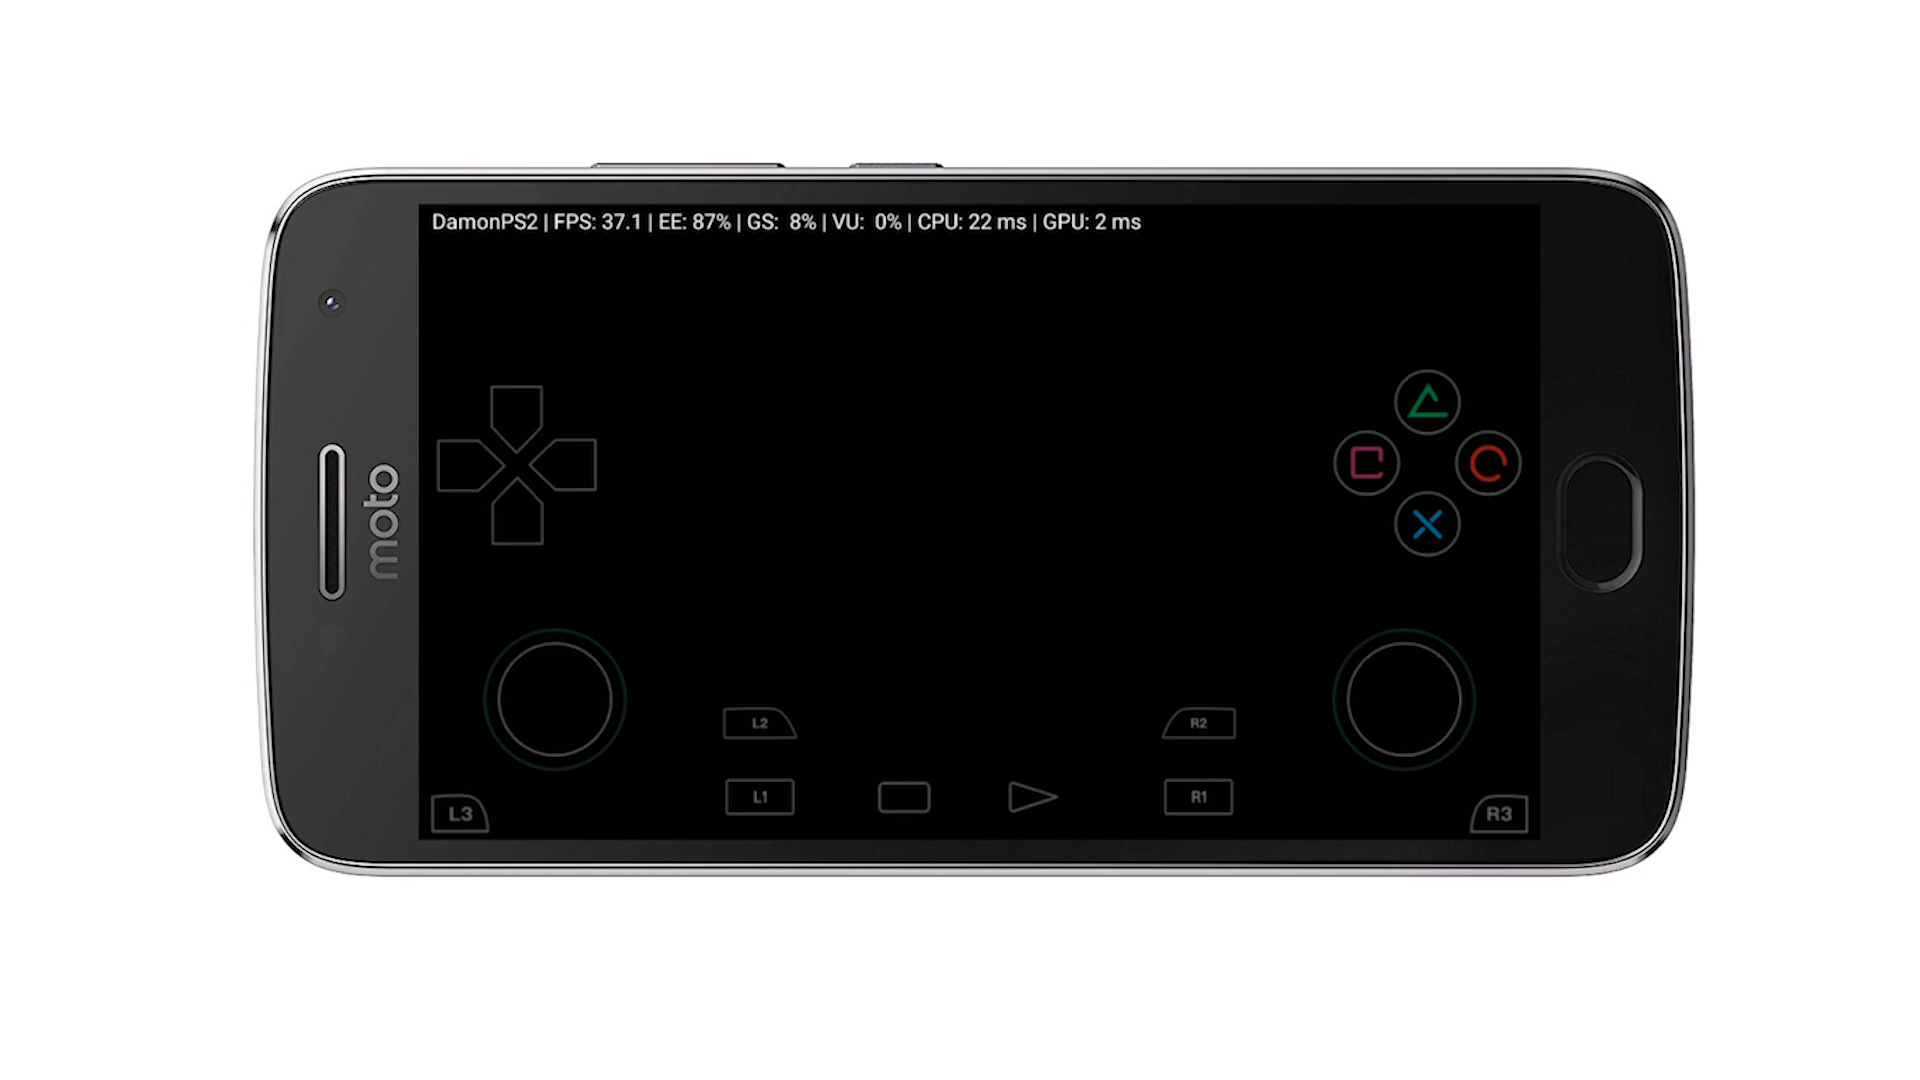 DamonPS2 | FPS: 37.1 | EE: 87% | GS:  8% | VU:  0% | CPU: 22 ms | GPU: 2 ms
moto
L2
R2
L1
R1
L3
R3